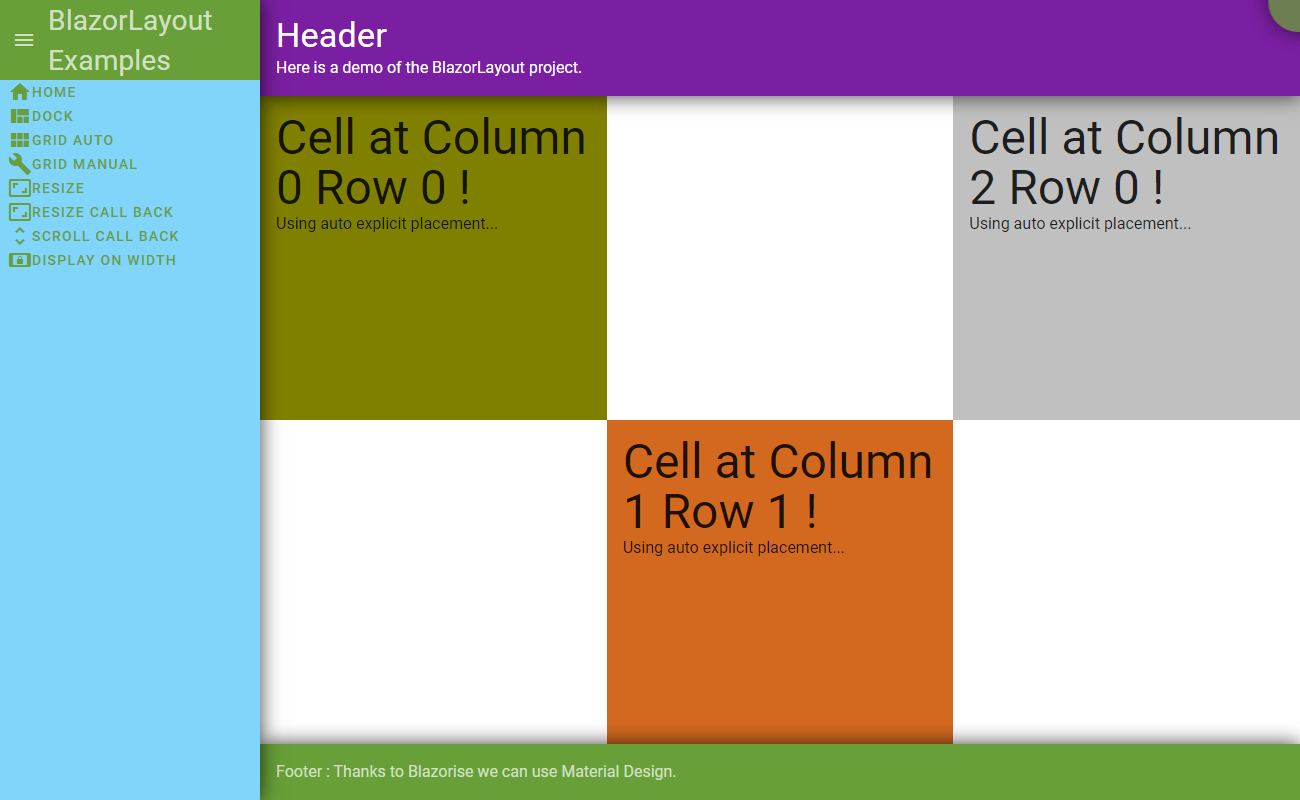 BlazorLayout
Examples
HOME
DOCK
GRID AUTO
GRID MANUAL
RESIZE
RESIZE CALL BACK
SCROLL CALL BACK
DISPLAY ON WIDTH
Header
Here is a demo of the BlazorLayout project.
Cell at Column
0 Row 0 !
Using auto explicit placement...
Cell at Column
2 Row 0 !
Using auto explicit placement...
Cell at Column
1 Row 1 !
Using auto explicit placement...
Footer : Thanks to Blazorise we can use Material Design.